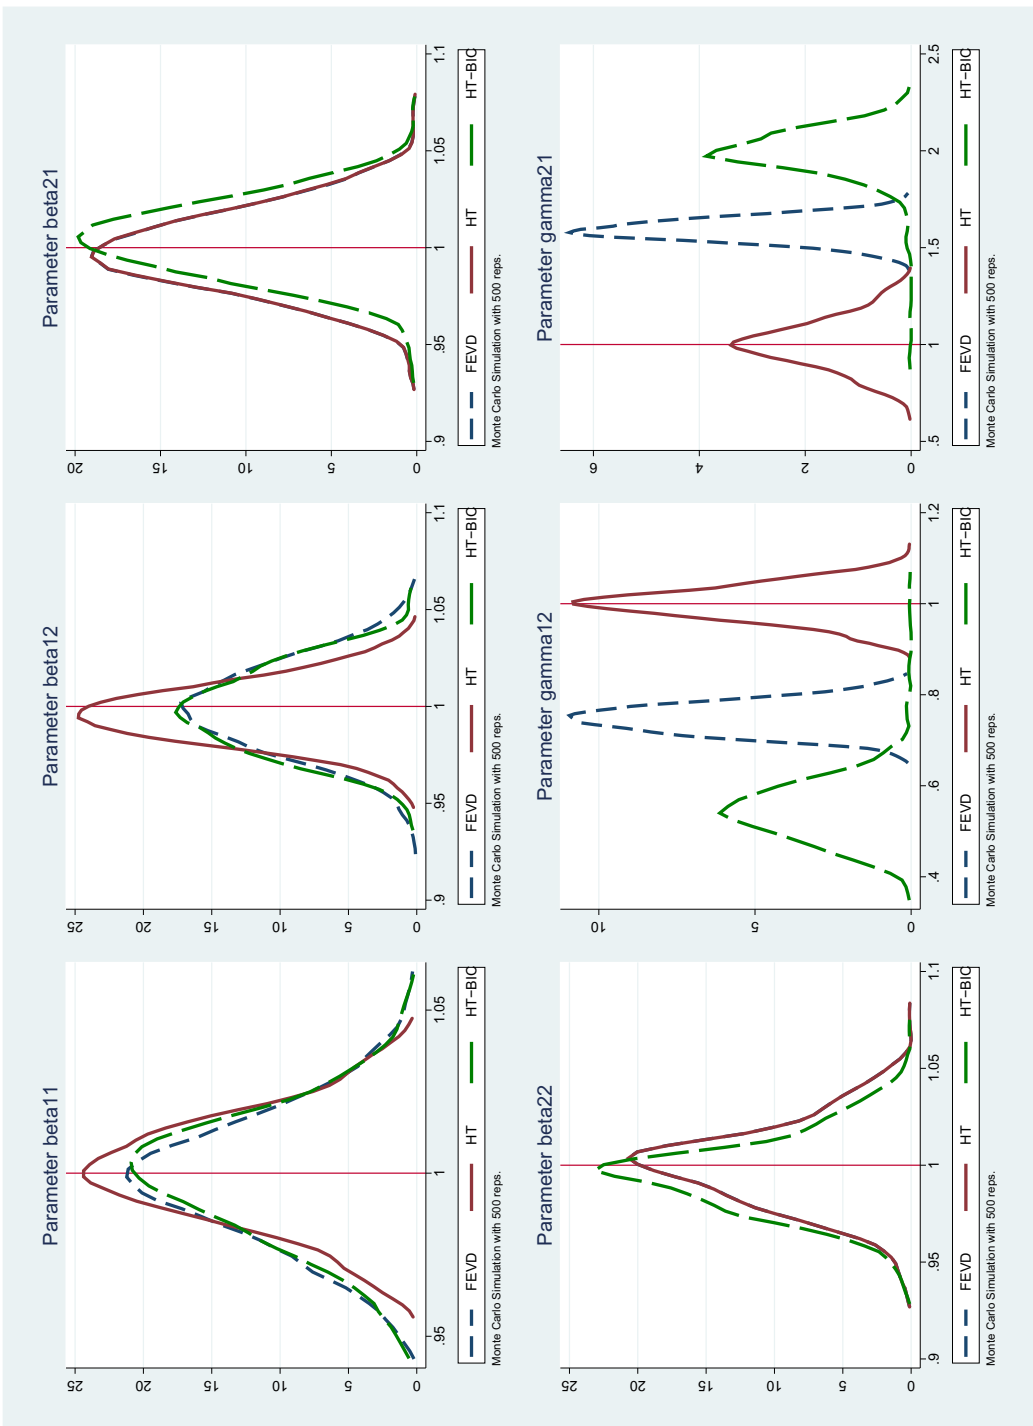 Parameter beta11
25
20
15
10
5
0
.95 1 1.05
FEVD HT HT−BIC
Monte Carlo Simulation with 500 reps.
Parameter beta12
25
20
15
10
5
0
.9 .95 1 1.05 1.1
FEVD HT HT−BIC
Monte Carlo Simulation with 500 reps.
Parameter beta21
20
15
10
5
0
.9 .95 1 1.05 1.1
FEVD HT HT−BIC
Monte Carlo Simulation with 500 reps.
Parameter beta22
25
20
15
10
5
0
.9 .95 1 1.05 1.1
FEVD HT HT−BIC
Monte Carlo Simulation with 500 reps.
Parameter gamma12
10
5
0
.4 .6 .8 1 1.2
FEVD HT HT−BIC
Monte Carlo Simulation with 500 reps.
Parameter gamma21
6
4
2
0
.5 1 1.5 2 2.5
FEVD HT HT−BIC
Monte Carlo Simulation with 500 reps.